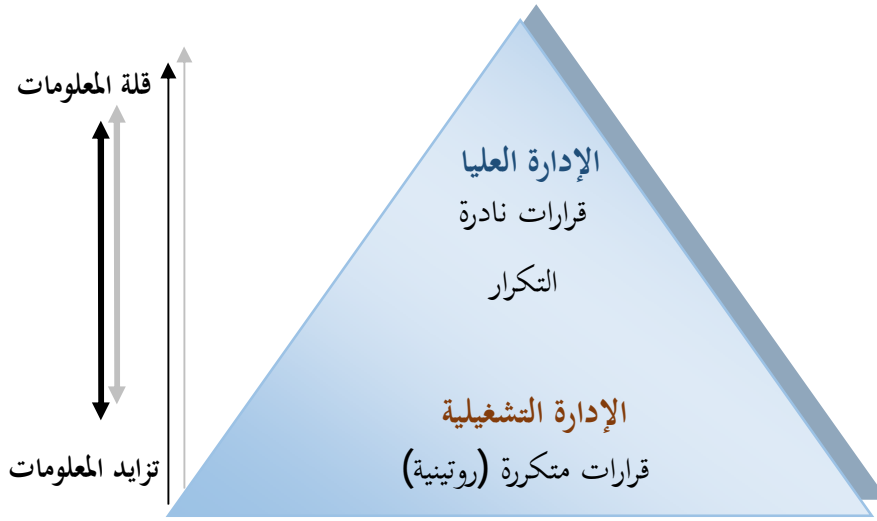 قلة المعلومات
الإدارة العليا
قرارات نادرة
التكرار
الإدارة التشغيلية
قرارات متكررة (روتينية)
تزايد المعلومات